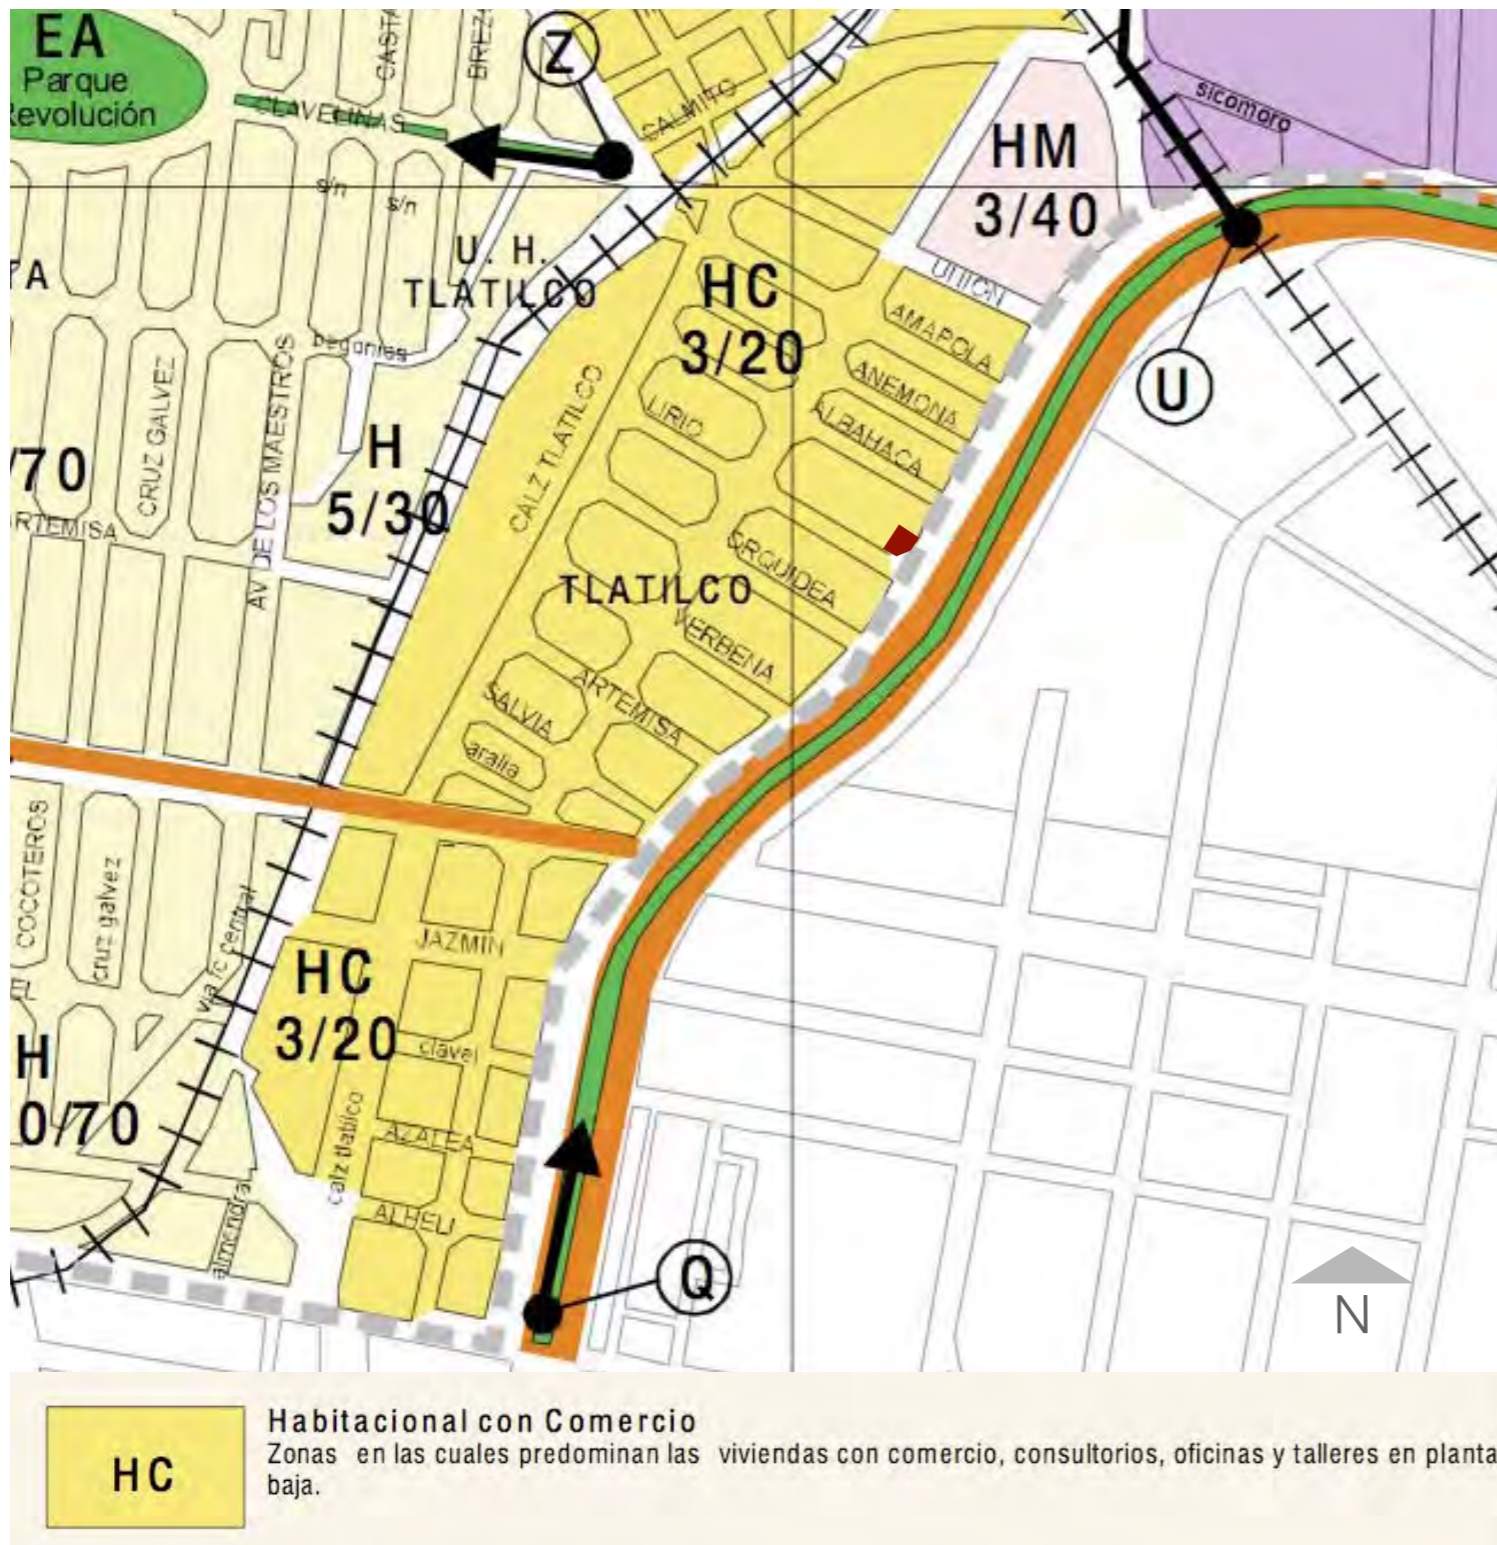 EA
Parque
Revolución
CLAVELINAS
Z
CALMITO
sicomoro
HM
3/40
s/n
s/n
U. H.
TLATILCO
UNION
HC
3/20
AMAPOLA
begonias
ANEMONA
U
LIRIO
ALBAHACA
CRUZ GALVEZ
AV DE LOS MAESTROS
CALZ TLATILCO
H
5/30
/70
ARTEMISA
ORQUIDEA
TLATILCO
VERBENA
ARTEMISA
SALVIA
aralia
COCOTEROS
cruz galvez
via fc central
JAZMIN
HC
3/20
clavel
H
0/70
calz tlatilco
AZALEA
ALHELI
almendra
Q
N
HC
Habitacional con Comercio
Zonas en las cuales predominan las viviendas con comercio, consultorios, oficinas y talleres en planta
baja.